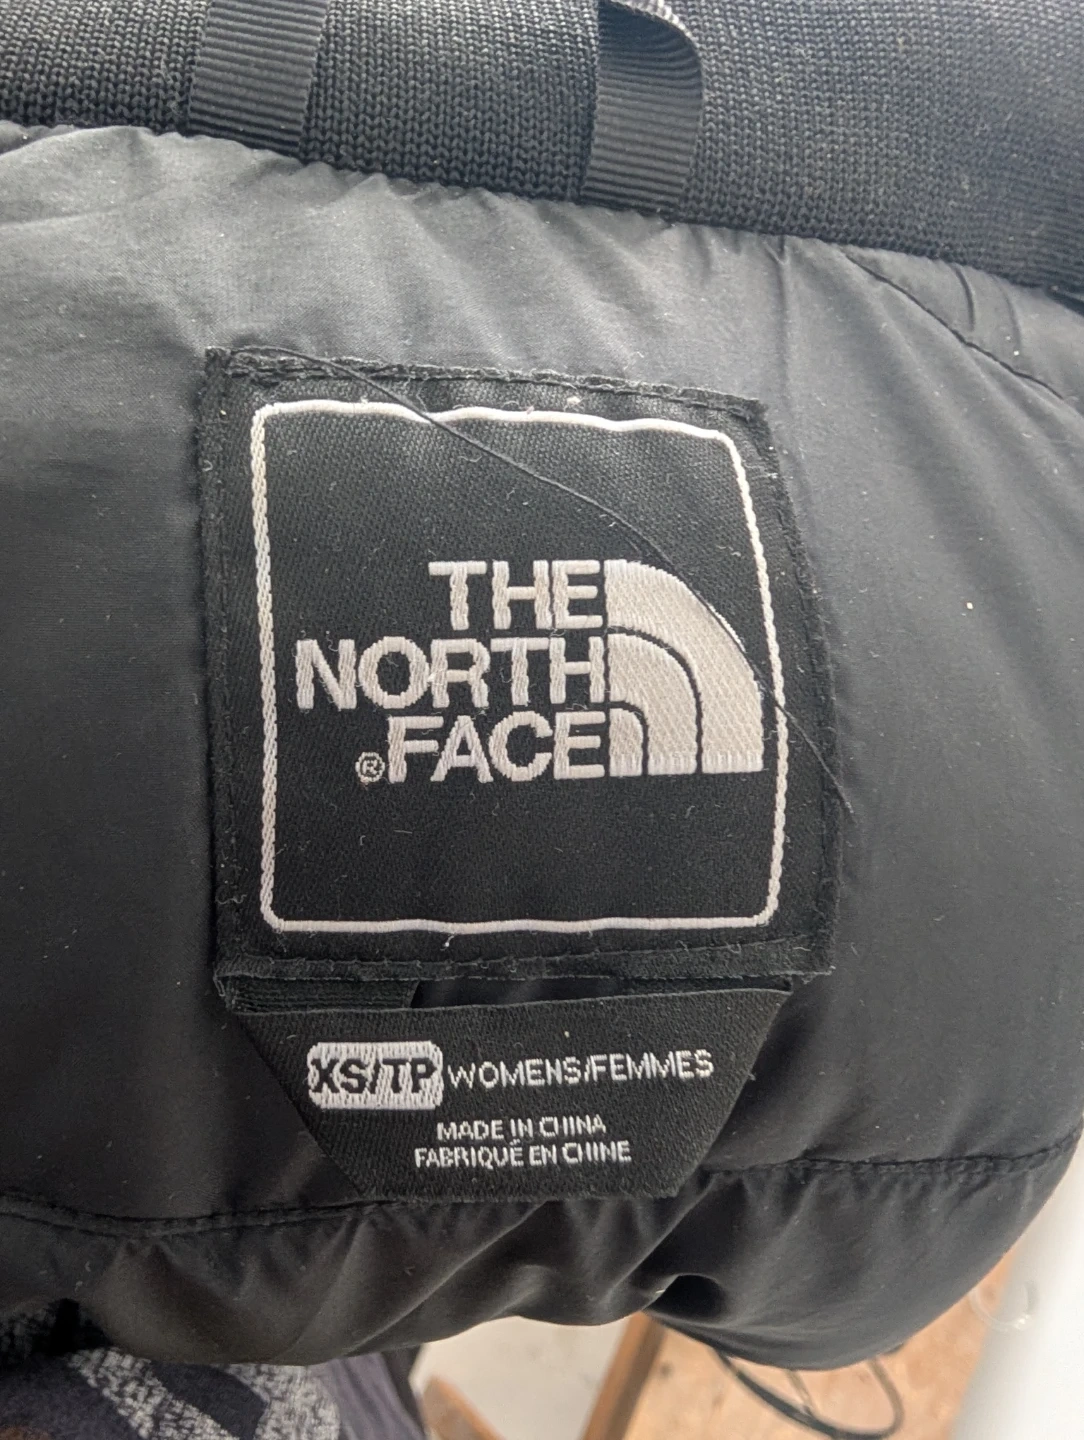 THE
NORTH
®FACE
XS/TP WOMENS/FEMMES
MADE IN CHINA
FABRIQUÉ EN CHINE